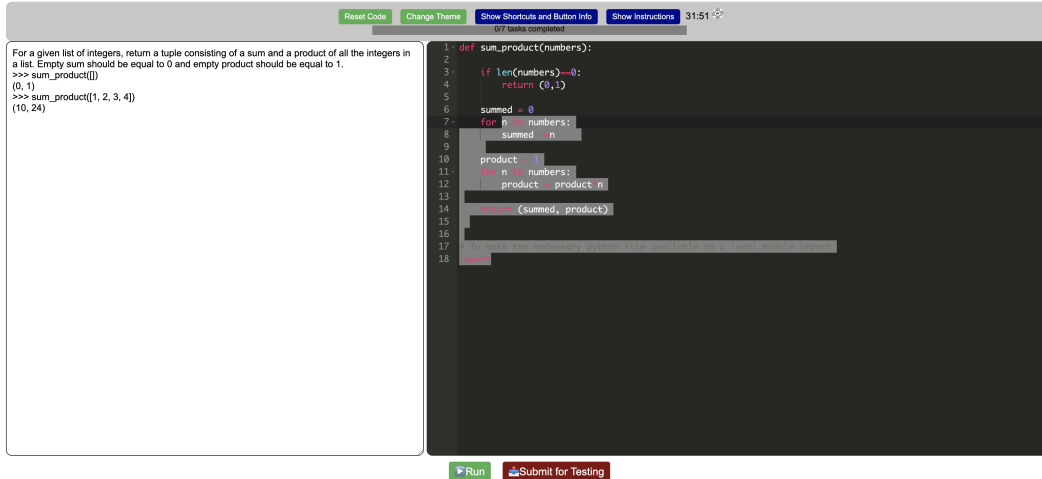 Reset Code Change Theme Show Shortcuts and Button Info Show Instructions 31:51
0/7 tasks completed
For a given list of integers, return a tuple consisting of a sum and a product of all the integers in
a list. Empty sum should be equal to 0 and empty product should be equal to 1.
>>> sum_product([])
(0, 1)
>>> sum_product([1, 2, 3, 4])
(10, 24)
1 def sum_product(numbers):
2
3 if len(numbers)==0:
4 return (0,1)
5
6 summed = 0
7 for n in numbers:
8 summed n
9
10 product = 1
11 for n in numbers:
12 product = product*n
13
14 return (summed, product)
15
16
17 # To make the necessary python file available as a local module import
18 import
Run Submit for Testing